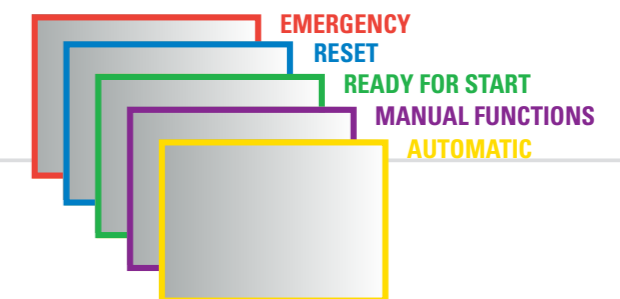 EMERGENCY
RESET
READY FOR START
MANUAL FUNCTIONS
AUTOMATIC